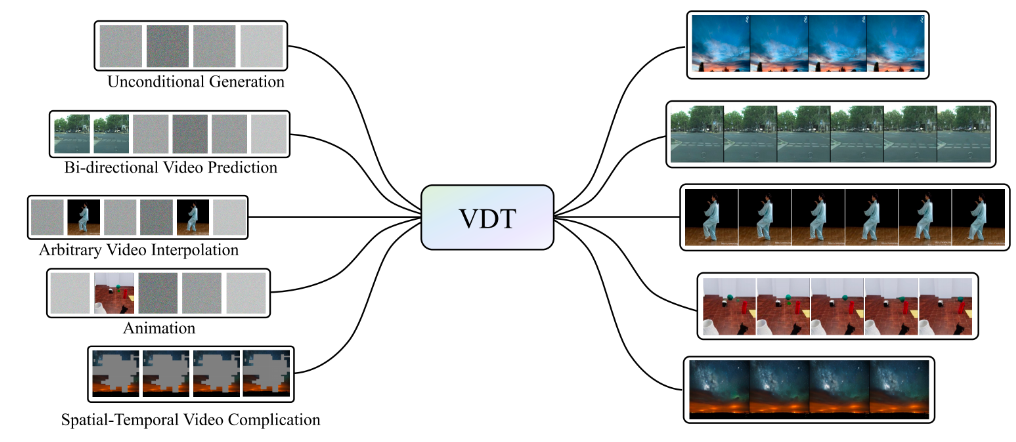 Unconditional Generation
Bi-directional Video Prediction
Arbitrary Video Interpolation
Animation
Spatial-Temporal Video Complication
VDT